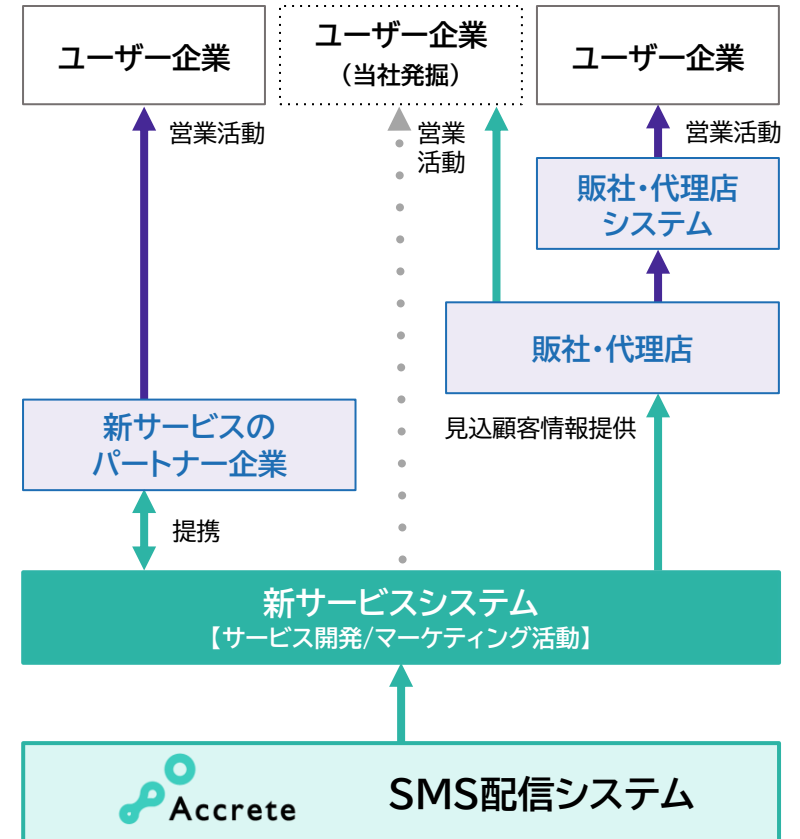 ユーザー企業
ユーザー企業
(当社発掘)
ユーザー企業
営業活動
営業
活動
営業活動
販社・代理店
システム
販社・代理店
新サービスの
パートナー企業
見込顧客情報提供
提携
新サービスシステム
【サービス開発/マーケティング活動】
Accrete
SMS配信システム